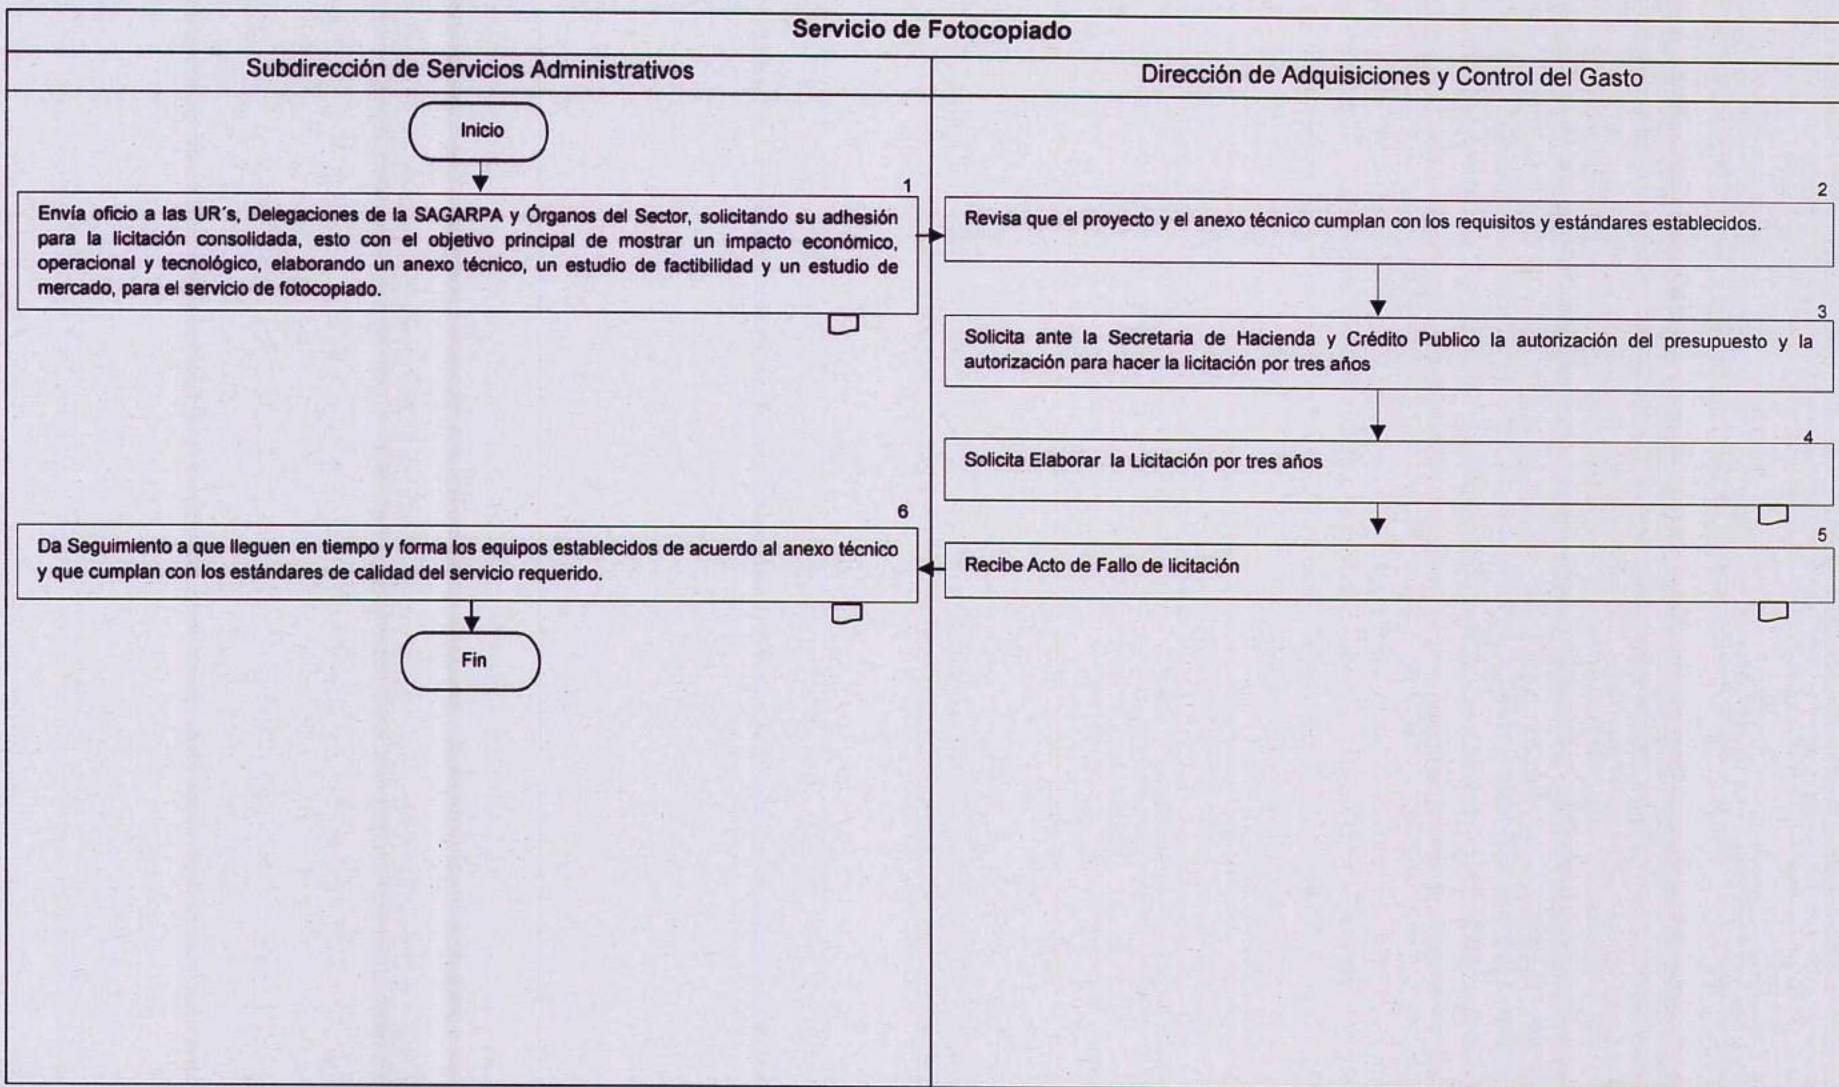 Servicio de Fotocopiado
Subdirección de Servicios Administrativos
Dirección de Adquisiciones y Control del Gasto
Inicio
1
Envía oficio a las UR´s, Delegaciones de la SAGARPA y Órganos del Sector, solicitando su adhesión
para la licitación consolidada, esto con el objetivo principal de mostrar un impacto económico,
operacional y tecnológico, elaborando un anexo técnico, un estudio de factibilidad y un estudio de
mercado, para el servicio de fotocopiado.
2
Revisa que el proyecto y el anexo técnico cumplan con los requisitos y estándares establecidos.
3
Solicita ante la Secretaria de Hacienda y Crédito Publico la autorización del presupuesto y la
autorización para hacer la licitación por tres años
4
Solicita Elaborar la Licitación por tres años
5
Recibe Acto de Fallo de licitación
6
Da Seguimiento a que lleguen en tiempo y forma los equipos establecidos de acuerdo al anexo técnico
y que cumplan con los estándares de calidad del servicio requerido.
Fin